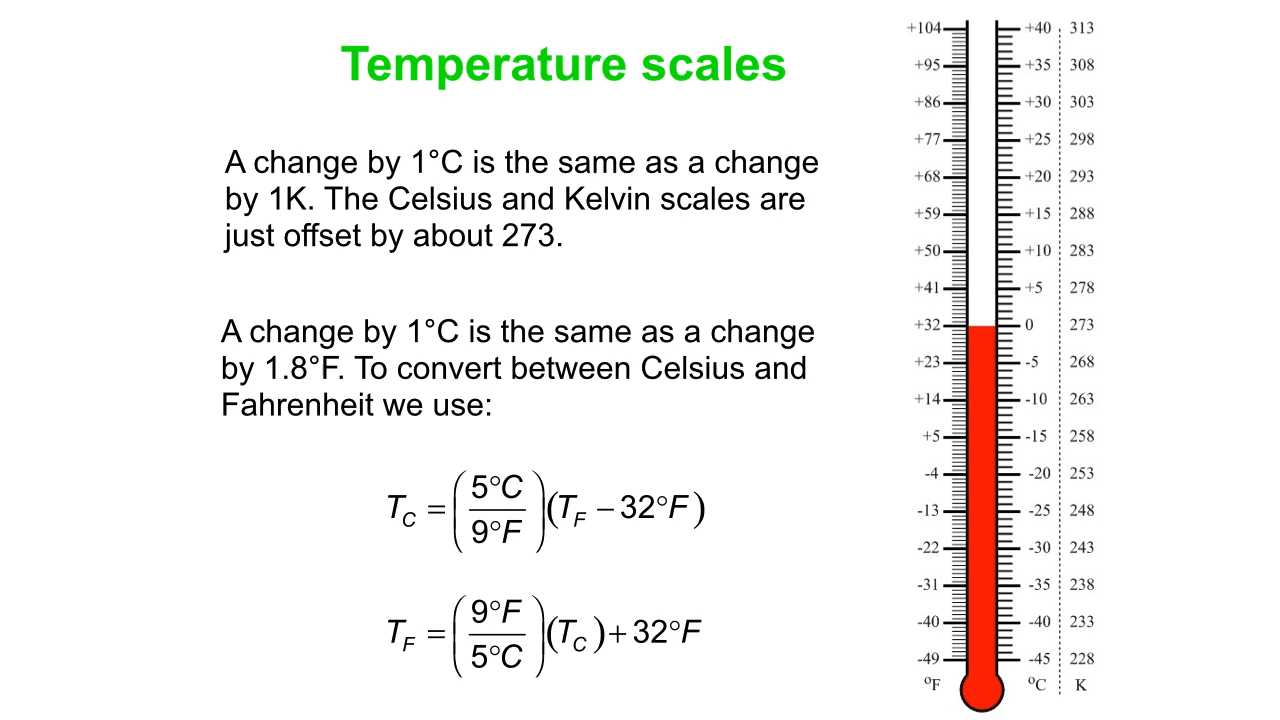 Temperature scales
A change by 1°C is the same as a change
by 1K. The Celsius and Kelvin scales are
just offset by about 273.
A change by 1°C is the same as a change
by 1.8°F. To convert between Celsius and
Fahrenheit we use:
T_C = (5°C / 9°F)(T_F − 32°F)
T_F = (9°F / 5°C)(T_C) + 32°F
+104 +40 313
+95 +35 308
+86 +30 303
+77 +25 298
+68 +20 293
+59 +15 288
+50 +10 283
+41 +5 278
+32 0 273
+23 -5 268
+14 -10 263
+5 -15 258
-4 -20 253
-13 -25 248
-22 -30 243
-31 -35 238
-40 -40 233
-49 -45 228
°F °C K